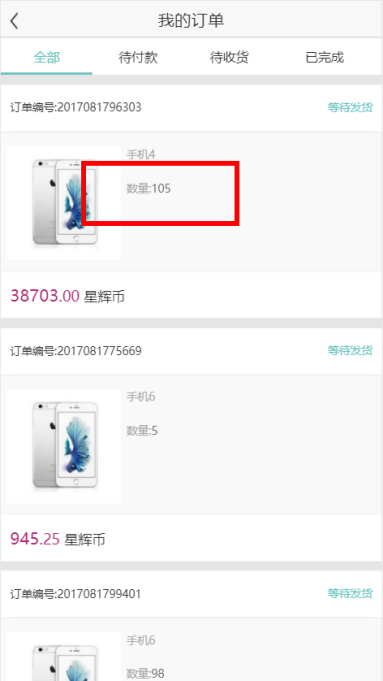 我的订单
全部 待付款 待收货 已完成
订单编号:2017081796303 等待发货
手机4
数量:105
38703.00 星辉币
订单编号:2017081775669 等待发货
手机6
数量:5
945.25 星辉币
订单编号:2017081799401 等待发货
手机6
数量:98